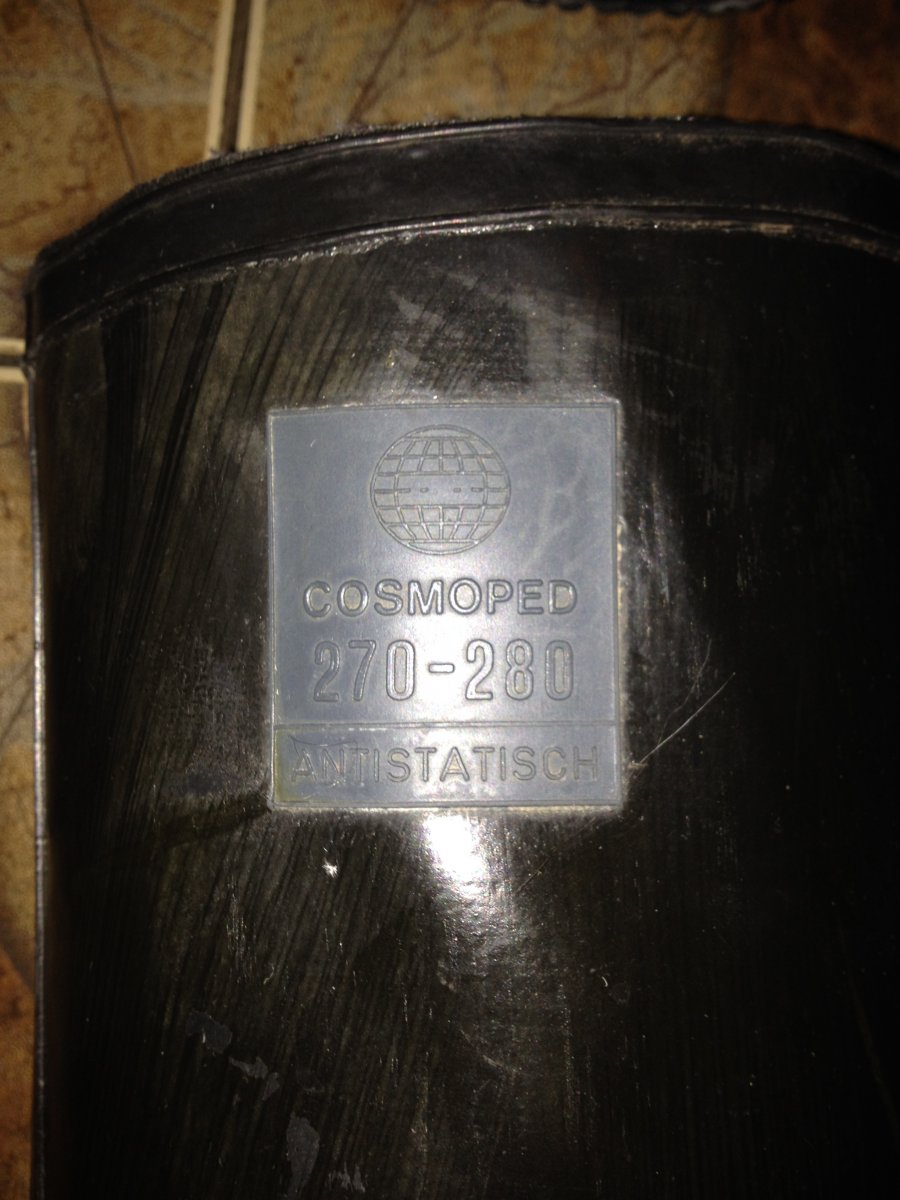 COSMOPED
270-280
ANTISTATISCH